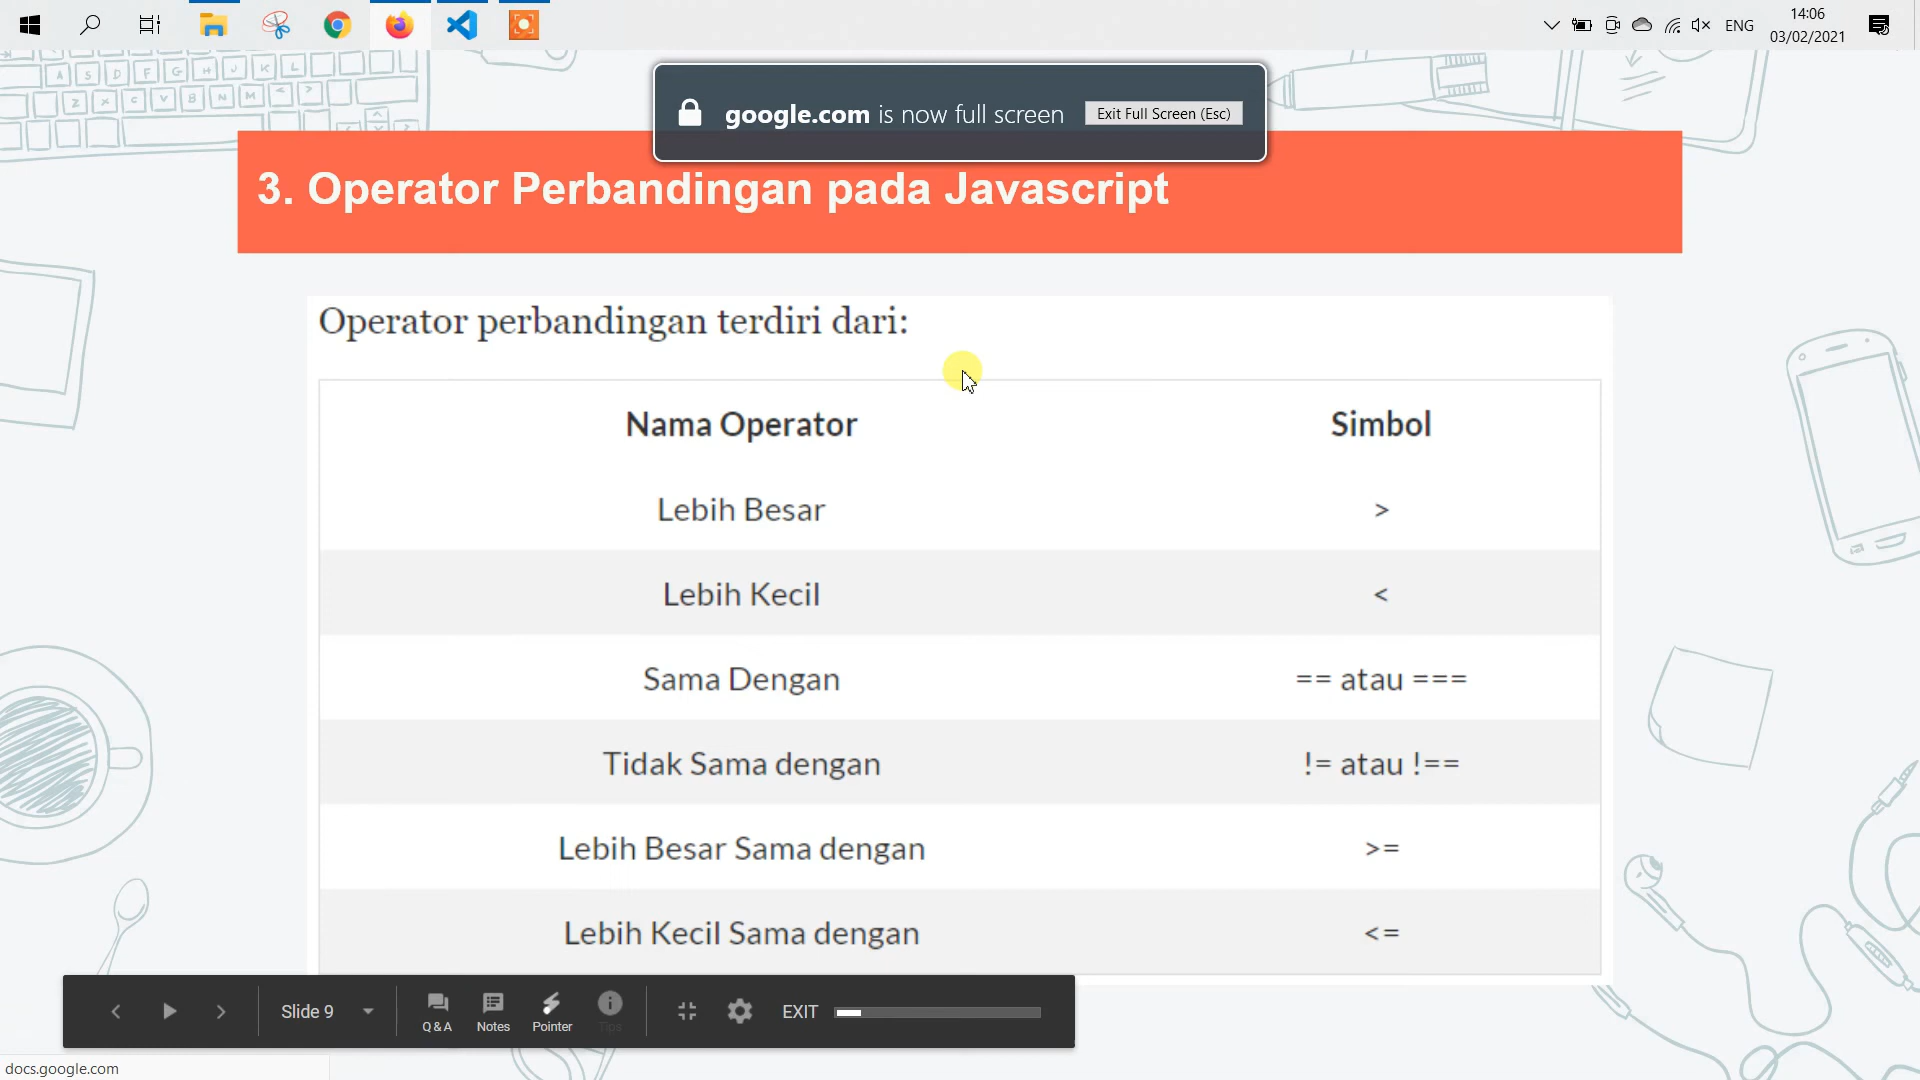 ENG
14:06
03/02/2021
A S D F G H J K L
Z X C V B N M
google.com is now full screen
Exit Full Screen (Esc)
3. Operator Perbandingan pada Javascript
Operator perbandingan terdiri dari:
Nama Operator Simbol
Lebih Besar >
Lebih Kecil <
Sama Dengan == atau ===
Tidak Sama dengan != atau !==
Lebih Besar Sama dengan >=
Lebih Kecil Sama dengan <=
Slide 9
Q&A
Notes
Pointer
Tips
EXIT
docs.google.com